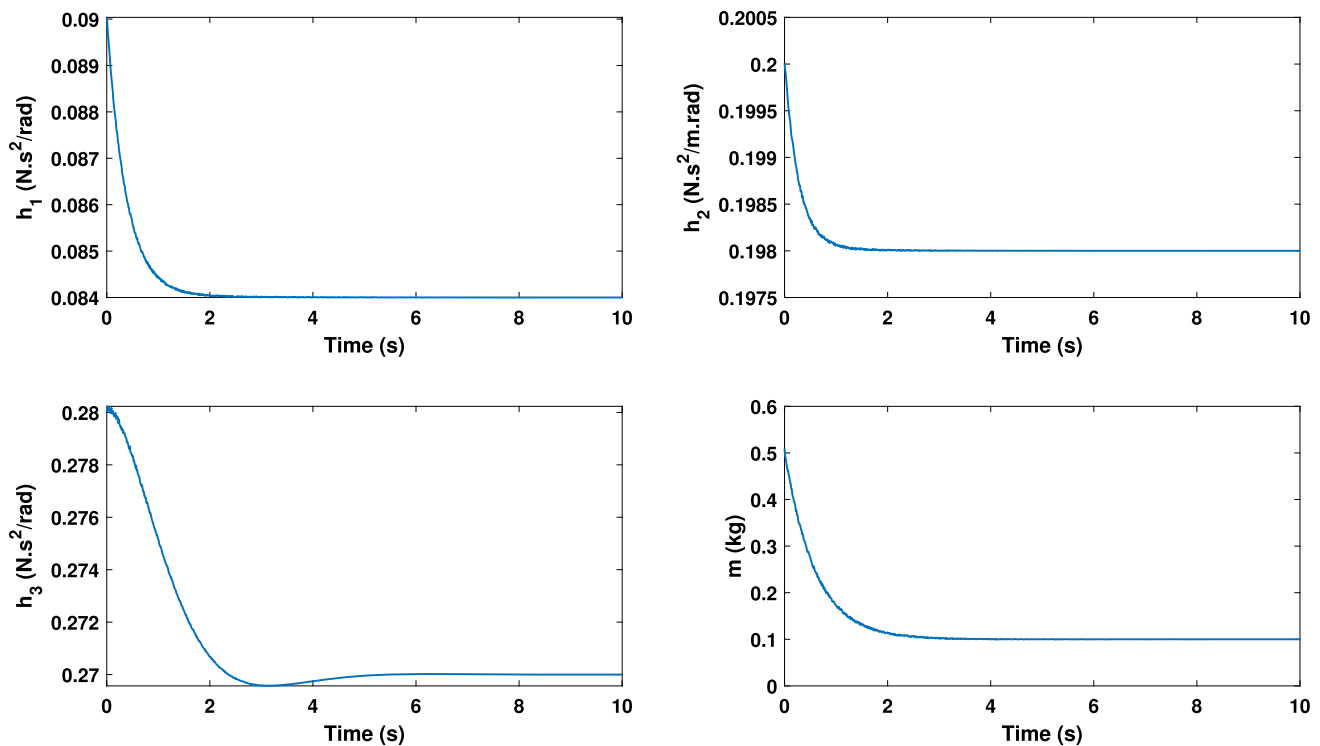 0.09
0.089
0.088
0.087
0.086
0.085
0.084
h1 (N.s2/rad)
0 2 4 6 8 10
Time (s)
0.2005
0.2
0.1995
0.199
0.1985
0.198
0.1975
h2 (N.s2/m.rad)
0 2 4 6 8 10
Time (s)
0.28
0.278
0.276
0.274
0.272
0.27
h3 (N.s2/rad)
0 2 4 6 8 10
Time (s)
0.6
0.5
0.4
0.3
0.2
0.1
0
m (kg)
0 2 4 6 8 10
Time (s)